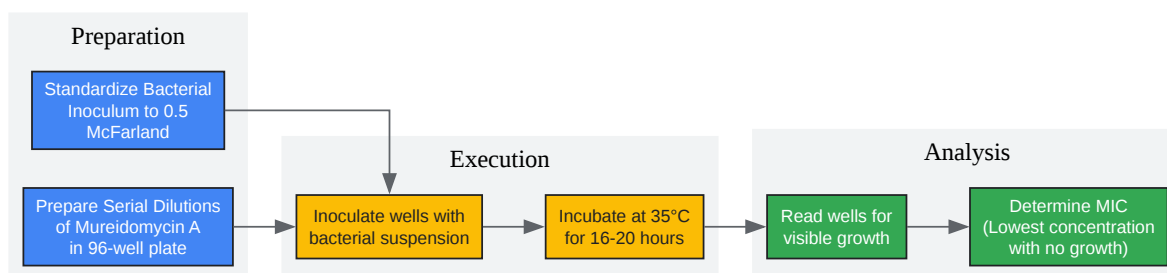 Preparation
Standardize Bacterial
Inoculum to 0.5
McFarland
Prepare Serial Dilutions
of Mureidomycin A
in 96-well plate
Execution
Inoculate wells with
bacterial suspension
Incubate at 35°C
for 16-20 hours
Analysis
Read wells for
visible growth
Determine MIC
(Lowest concentration
with no growth)